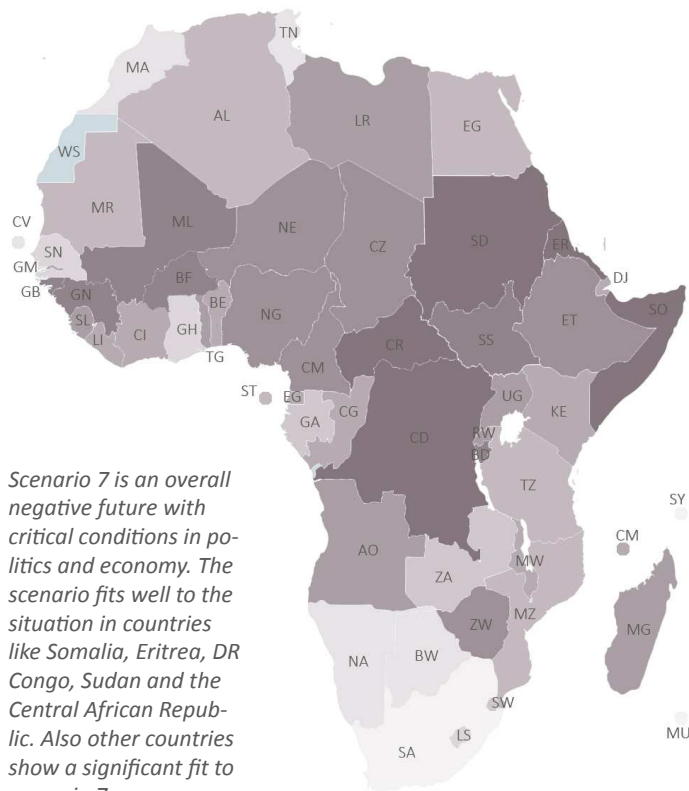 TN
MA
AL
LR
EG
WS
MR
ML
NE
CZ
SD
ER
CV
SN
GM
GB
GN
BF
BE
NG
DJ
SO
SL
LI
CI
GH
TG
CM
CR
SS
ET
ST
EG
GA
CG
CD
UG
KE
RW
BD
TZ
SY
AO
ZA
MW
CM
MZ
ZW
MG
NA
BW
SW
LS
SA
MU
Scenario 7 is an overall
negative future with
critical conditions in po-
litics and economy. The
scenario fits well to the
situation in countries
like Somalia, Eritrea, DR
Congo, Sudan and the
Central African Repub-
lic. Also other countries
show a significant fit to